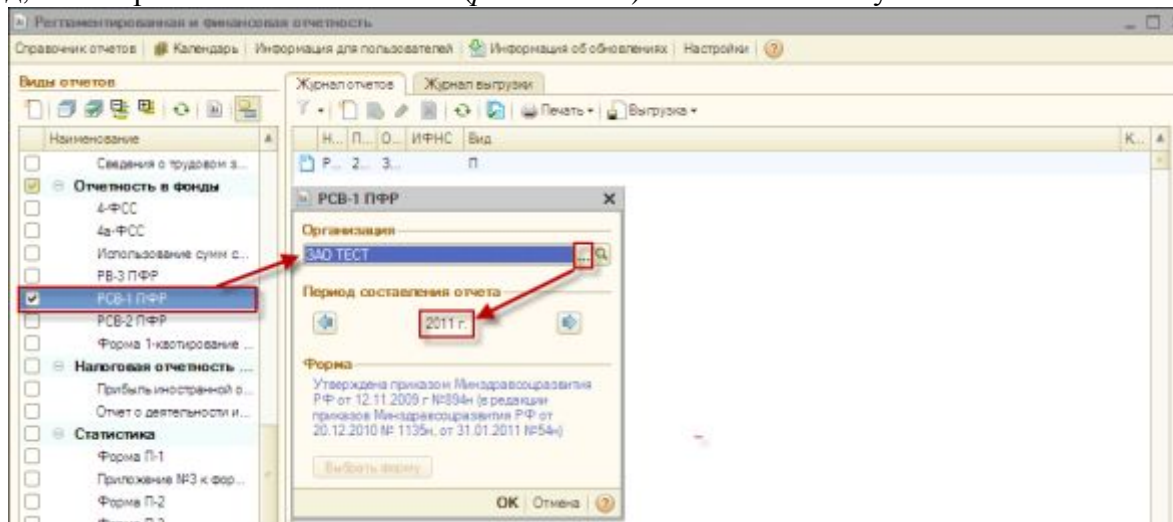 Регламентированная и финансовая отчетность
Справочник отчетов Календарь Информация для пользователей Информация об обновлениях Настройки
Виды отчетов
Журнал отчетов Журнал выгрузки
Печать Выгрузка
Наименование
Н... П... О... ИФНС Вид К...
Сведения о трудовом з...
Р... 2... 3... П
Отчетность в фонды
4-ФСС
4а-ФСС
Использование сумм с...
РВ-3 ПФР
РСВ-1 ПФР
РСВ-2 ПФР
Форма 1-квотирование ...
Налоговая отчетность ...
Прибыль иностранной о...
Отчет о деятельности и...
Статистика
Форма П-1
Приложение №3 к фор...
Форма П-2
РСВ-1 ПФР
Организация
ЗАО ТЕСТ ...
Период составления отчета
2011 г.
Форма
Утверждена приказом Минздравсоцразвития
РФ от 12.11.2009 г №894н (в редакции
приказов Минздравсоцразвития РФ от
20.12.2010 № 1135н, от 31.01.2011 №54н)
Выбрать форму
OK Отмена